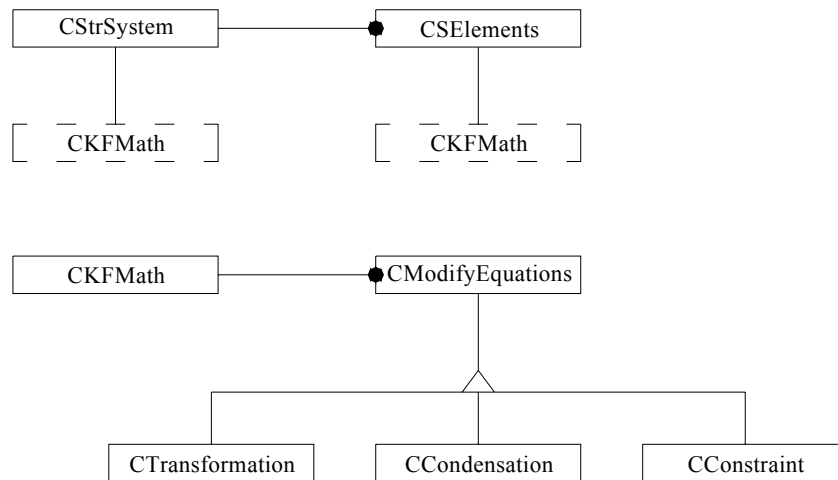 CStrSystem
CSElements
CKFMath
CKFMath
CKFMath
CModifyEquations
CTransformation
CCondensation
CConstraint